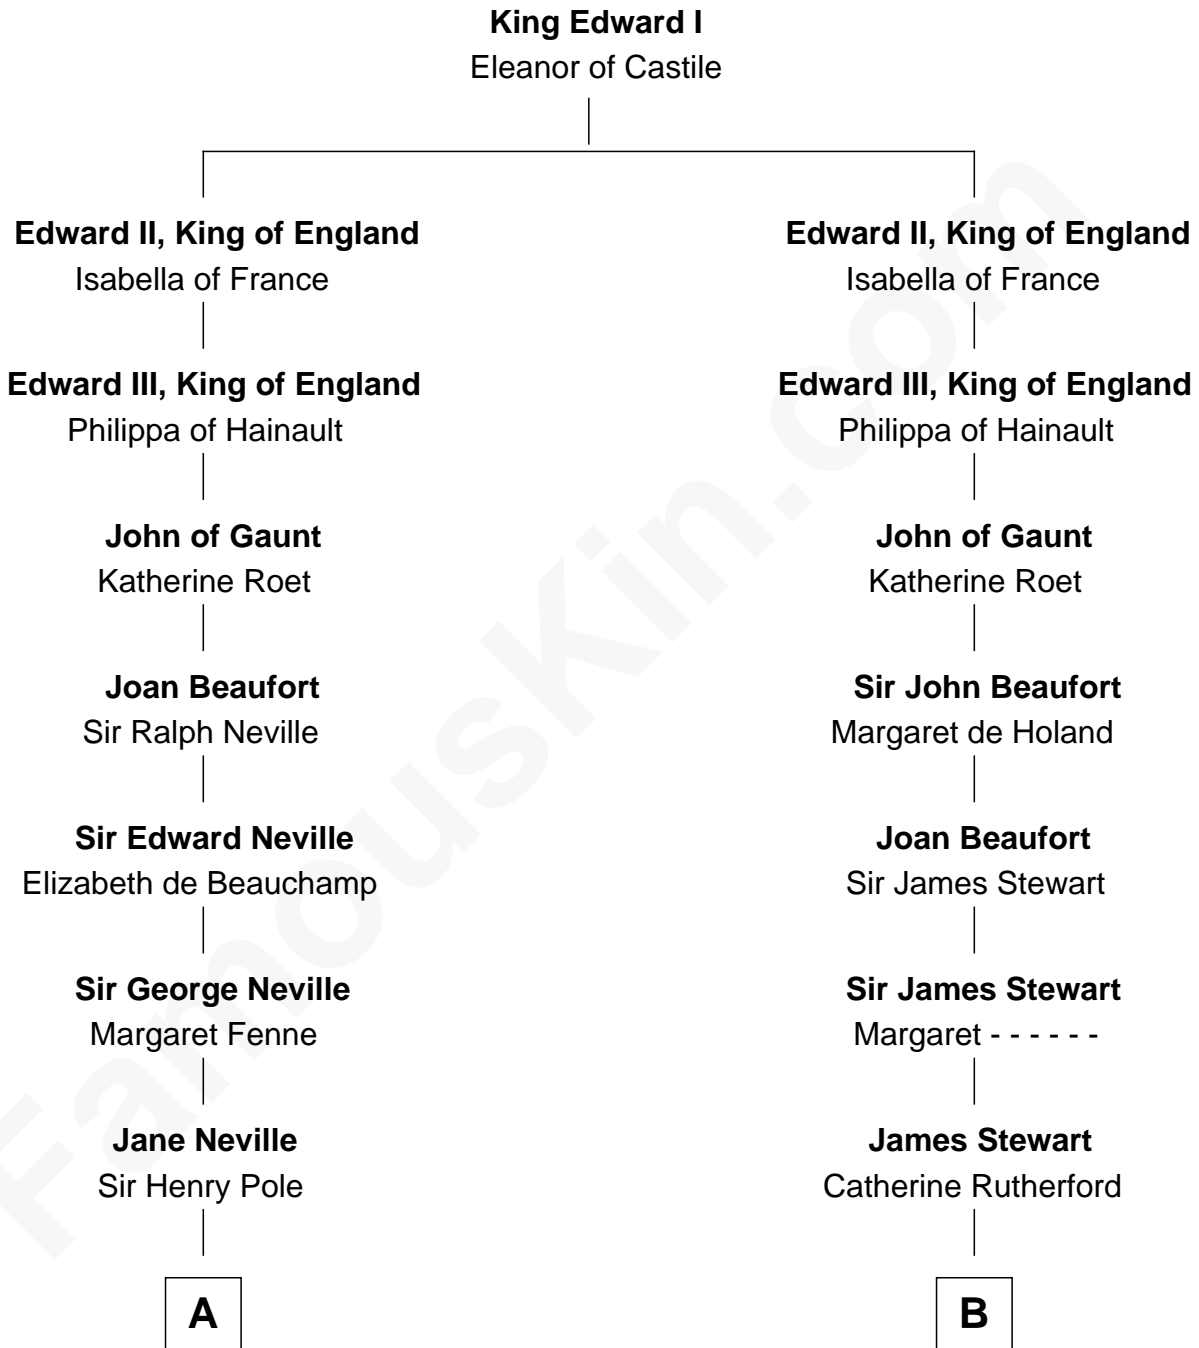 King Edward I
Eleanor of Castile
Edward II, King of England
Isabella of France
Edward III, King of England
Philippa of Hainault
John of Gaunt
Katherine Roet
Joan Beaufort
Sir Ralph Neville
Sir Edward Neville
Elizabeth de Beauchamp
Sir George Neville
Margaret Fenne
Jane Neville
Sir Henry Pole
A
Edward II, King of England
Isabella of France
Edward III, King of England
Philippa of Hainault
John of Gaunt
Katherine Roet
Sir John Beaufort
Margaret de Holand
Joan Beaufort
Sir James Stewart
Sir James Stewart
Margaret - - - - - -
James Stewart
Catherine Rutherford
B
FamousKin.com